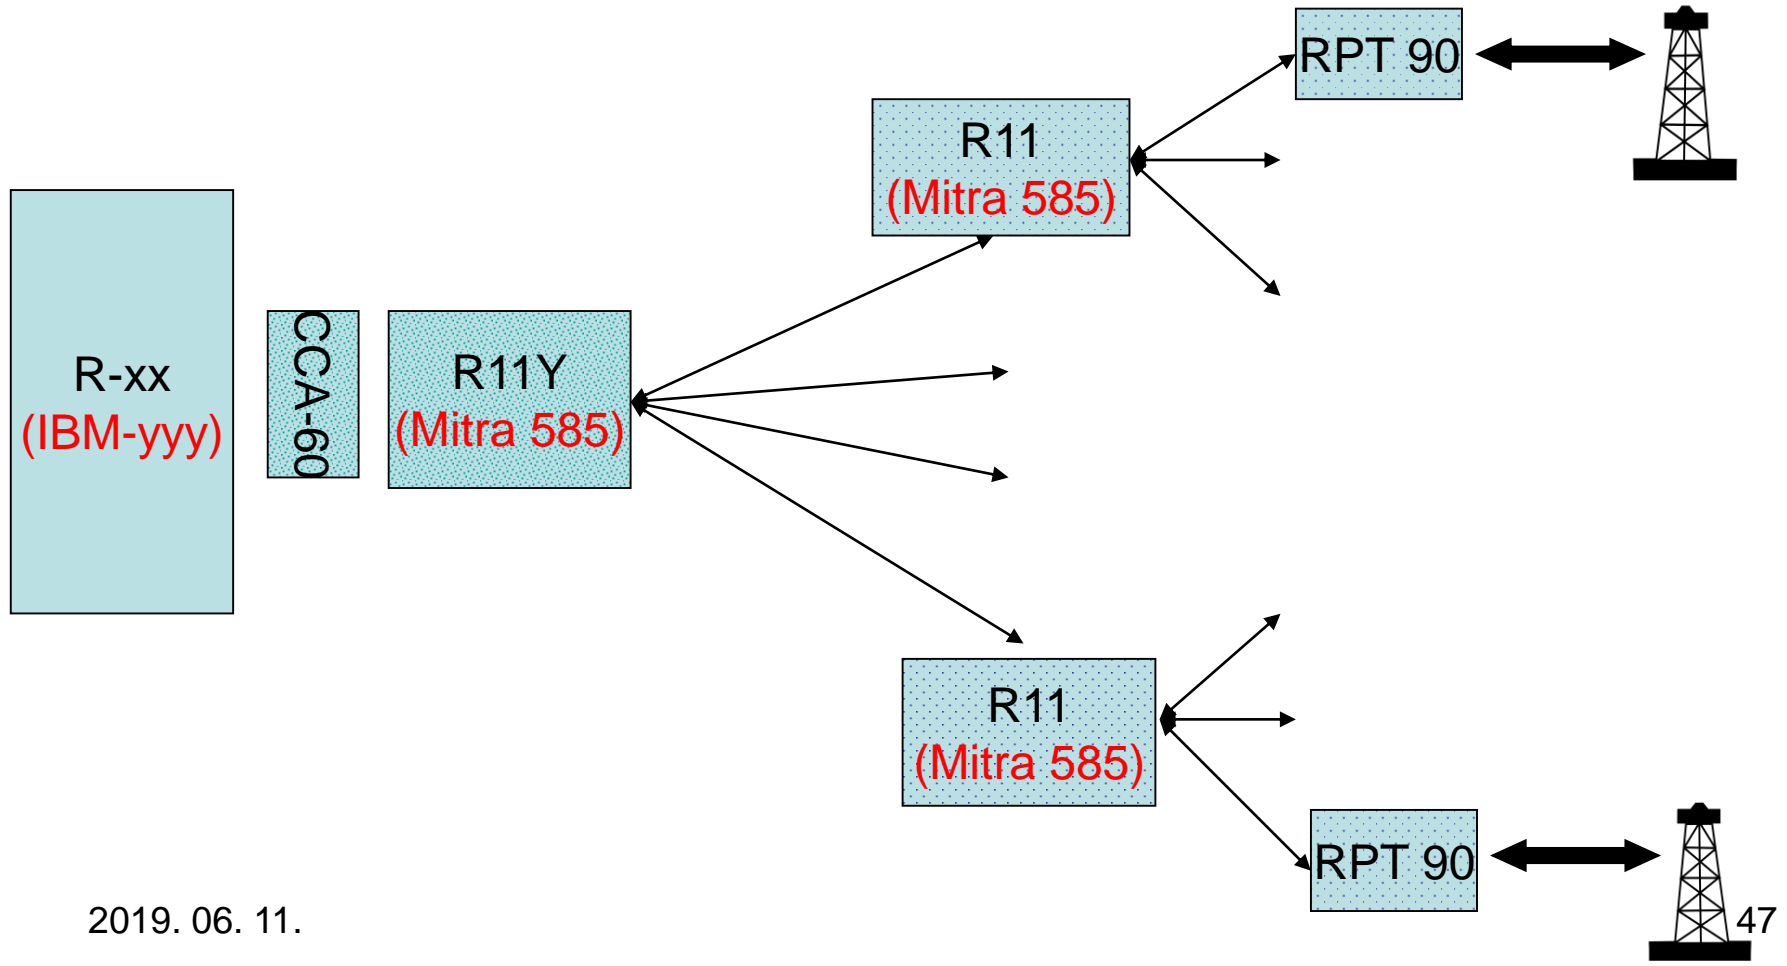 RPT 90
R11
(Mitra 585)
R-xx
(IBM-yyy)
CCA-60
R11Y
(Mitra 585)
R11
(Mitra 585)
RPT 90
2019. 06. 11.
47